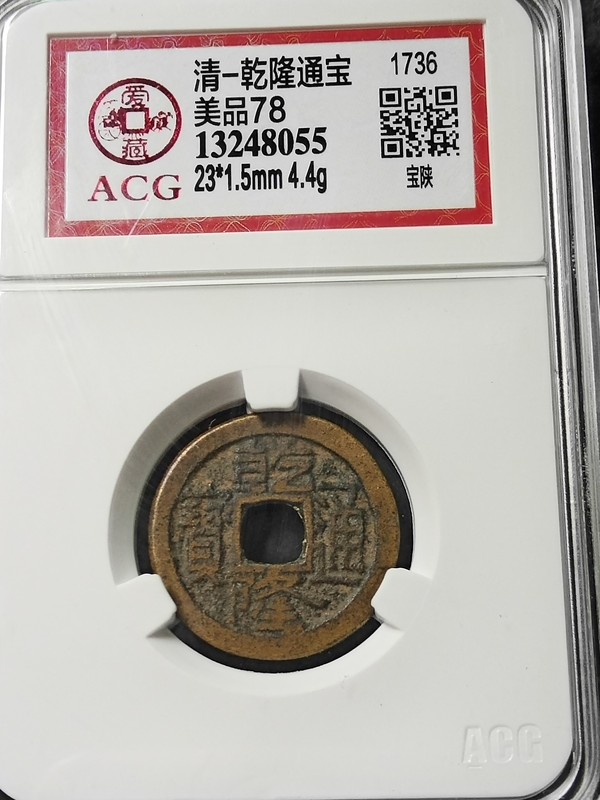 爱藏
ACG
清-乾隆通宝
美品78
13248055
23*1.5mm 4.4g
1736
宝陕
乾隆通寶
ACG